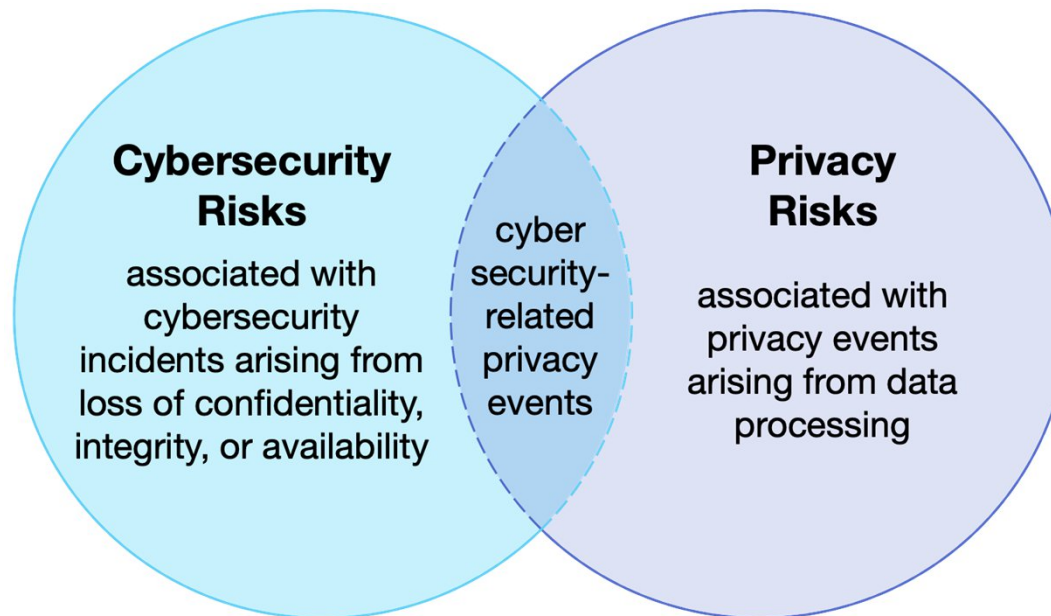 Cybersecurity
Risks
associated with
cybersecurity
incidents arising from
loss of confidentiality,
integrity, or availability
cyber
security-
related
privacy
events
Privacy
Risks
associated with
privacy events
arising from data
processing